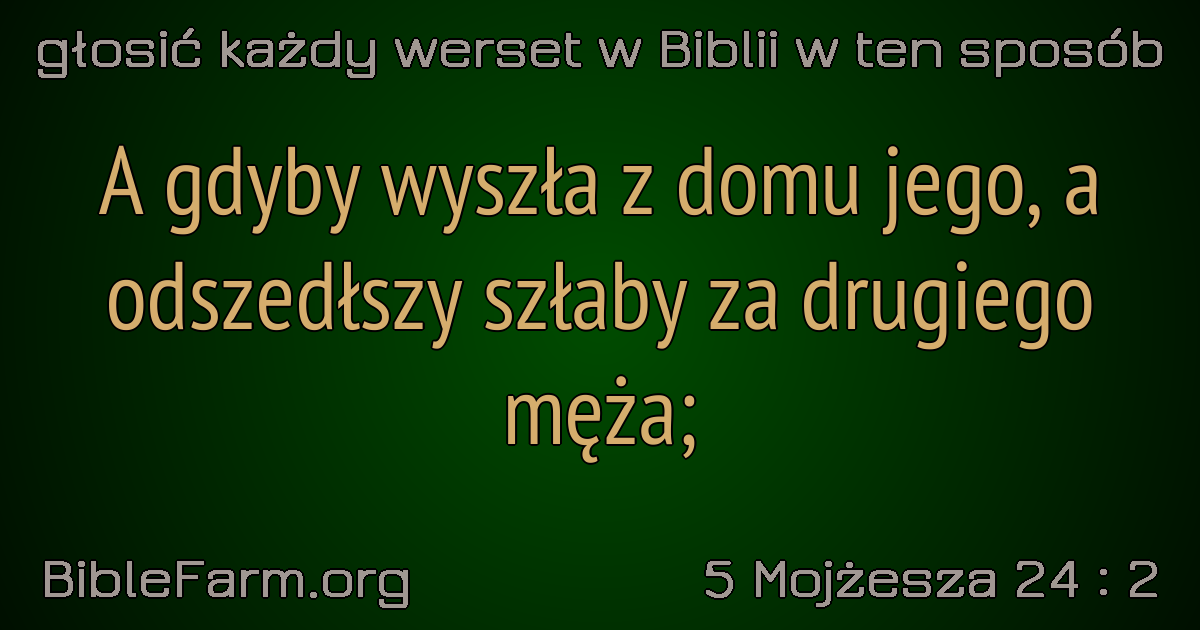 głosić każdy werset w Biblii w ten sposób
A gdyby wyszła z domu jego, a
odszedłszy szłaby za drugiego
męża;
BibleFarm.org
5 Mojżesza 24 : 2